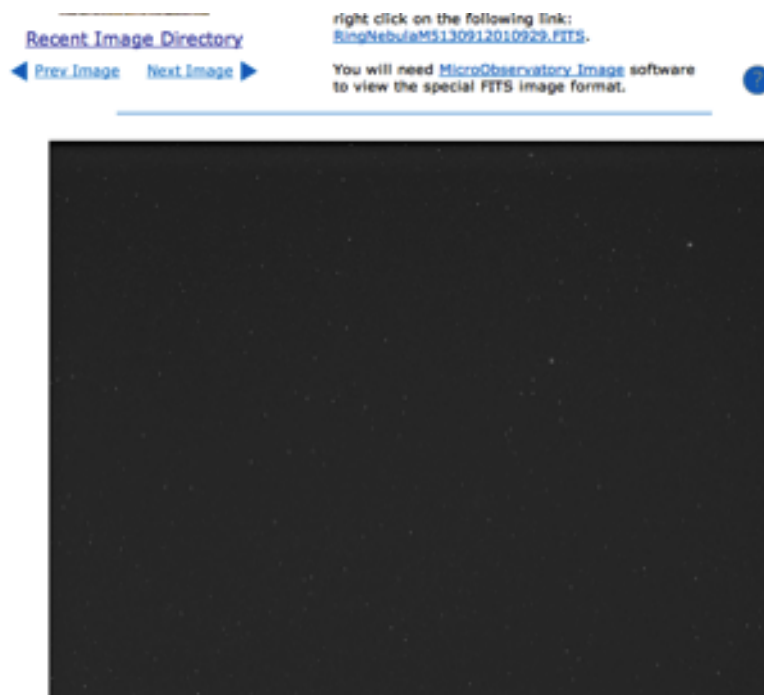 Recent Image Directory
Prev Image Next Image
right click on the following link:
RingNebulaM5130912010929.FITS.
You will need MicroObservatory Image software
to view the special FITS image format.
?